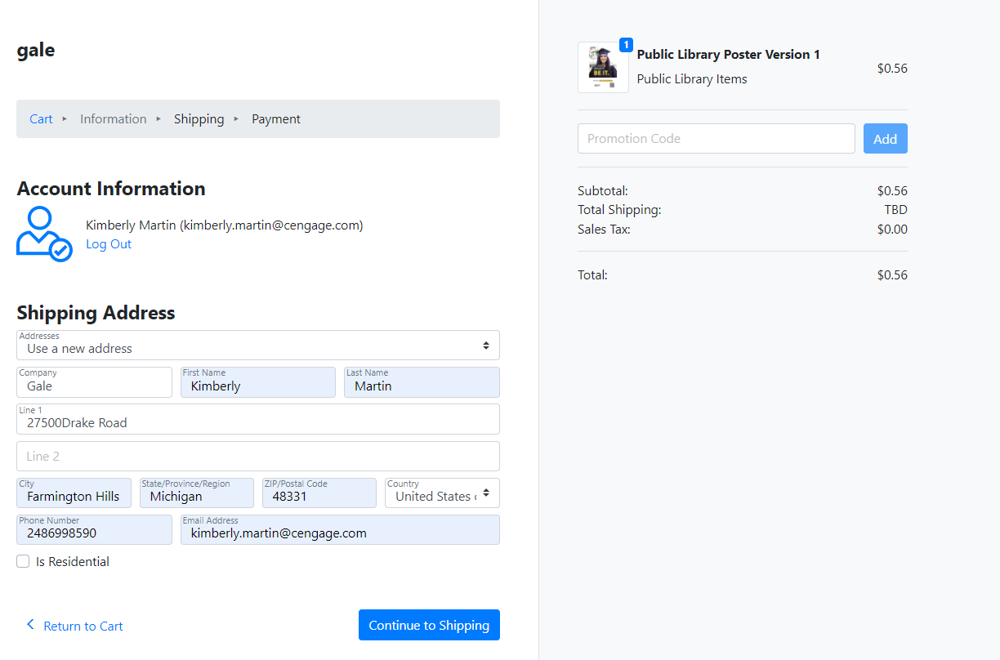 gale
Cart ▸ Information ▸ Shipping ▸ Payment
Account Information
Kimberly Martin (kimberly.martin@cengage.com)
Log Out
Shipping Address
Addresses
Use a new address
Company
Gale
First Name
Kimberly
Last Name
Martin
Line 1
27500Drake Road
Line 2
City
Farmington Hills
State/Province/Region
Michigan
ZIP/Postal Code
48331
Country
United States
Phone Number
2486998590
Email Address
kimberly.martin@cengage.com
Is Residential
Return to Cart
Continue to Shipping
1
BE IT.
Public Library Poster Version 1
Public Library Items
$0.56
Promotion Code
Add
Subtotal: $0.56
Total Shipping: TBD
Sales Tax: $0.00
Total: $0.56